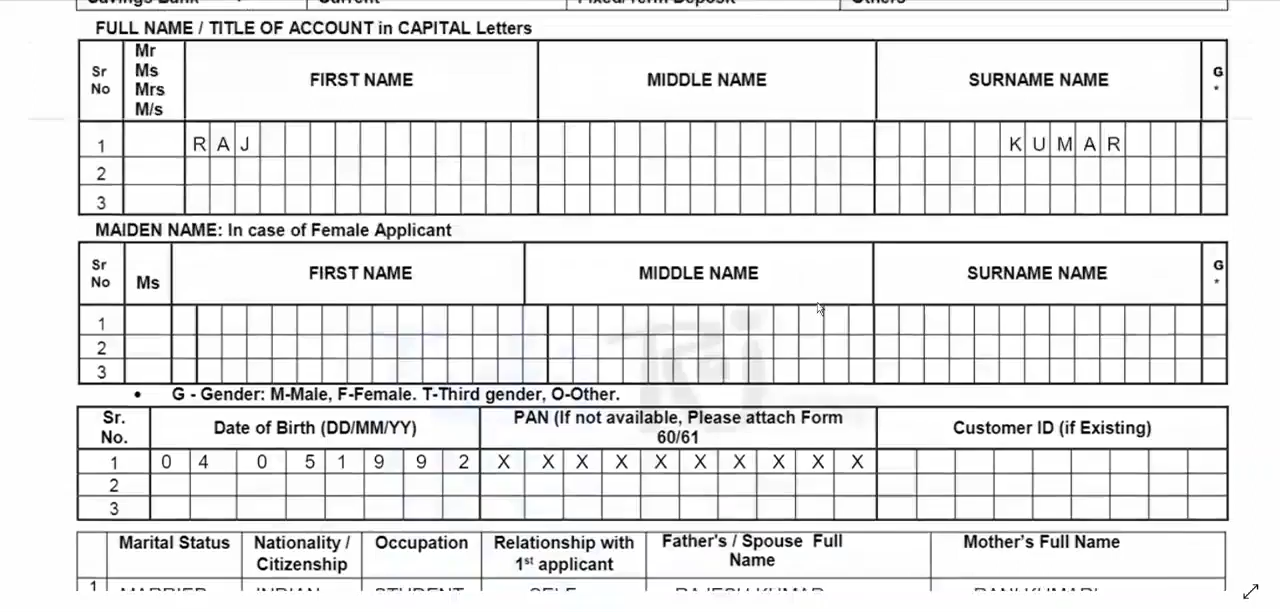 Savings Bank Current Fixed/Term Deposit Others
FULL NAME / TITLE OF ACCOUNT in CAPITAL Letters
Sr No Mr Ms Mrs M/s FIRST NAME MIDDLE NAME SURNAME NAME G *
1 RAJ KUMAR
2
3
MAIDEN NAME: In case of Female Applicant
Sr No Ms FIRST NAME MIDDLE NAME SURNAME NAME G *
1
2
3
• G - Gender: M-Male, F-Female. T-Third gender, O-Other.
Sr. No. Date of Birth (DD/MM/YY) PAN (If not available, Please attach Form 60/61 Customer ID (if Existing)
1 0 4 0 5 1 9 9 2 X X X X X X X X X X
2
3
Marital Status Nationality / Citizenship Occupation Relationship with 1st applicant Father's / Spouse Full Name Mother's Full Name
1 MARRIED INDIAN STUDENT SELF RAJESH KUMAR